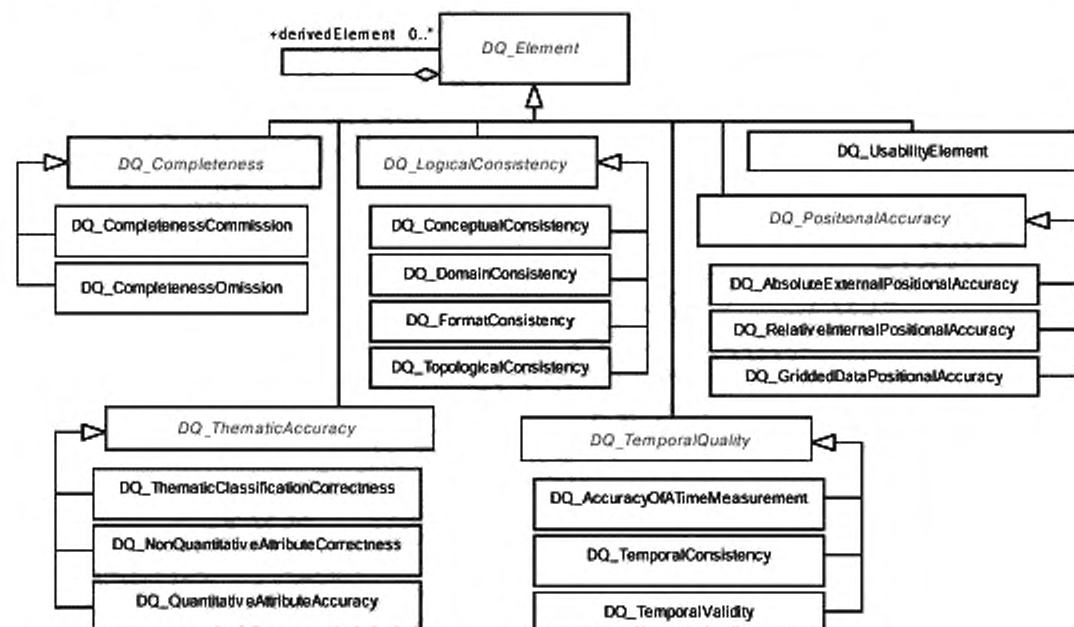 +derivedElement 0..*
DQ_Element
DQ_Completeness
DQ_CompletenessCommission
DQ_CompletenessOmission
DQ_LogicalConsistency
DQ_ConceptualConsistency
DQ_DomainConsistency
DQ_FormatConsistency
DQ_TopologicalConsistency
DQ_UsabilityElement
DQ_PositionalAccuracy
DQ_AbsoluteExternalPositionalAccuracy
DQ_RelativeInternalPositionalAccuracy
DQ_GriddedDataPositionalAccuracy
DQ_ThematicAccuracy
DQ_ThematicClassificationCorrectness
DQ_NonQuantitativeAttributeCorrectness
DQ_QuantitativeAttributeAccuracy
DQ_TemporalQuality
DQ_AccuracyOfATimeMeasurement
DQ_TemporalConsistency
DQ_TemporalValidity